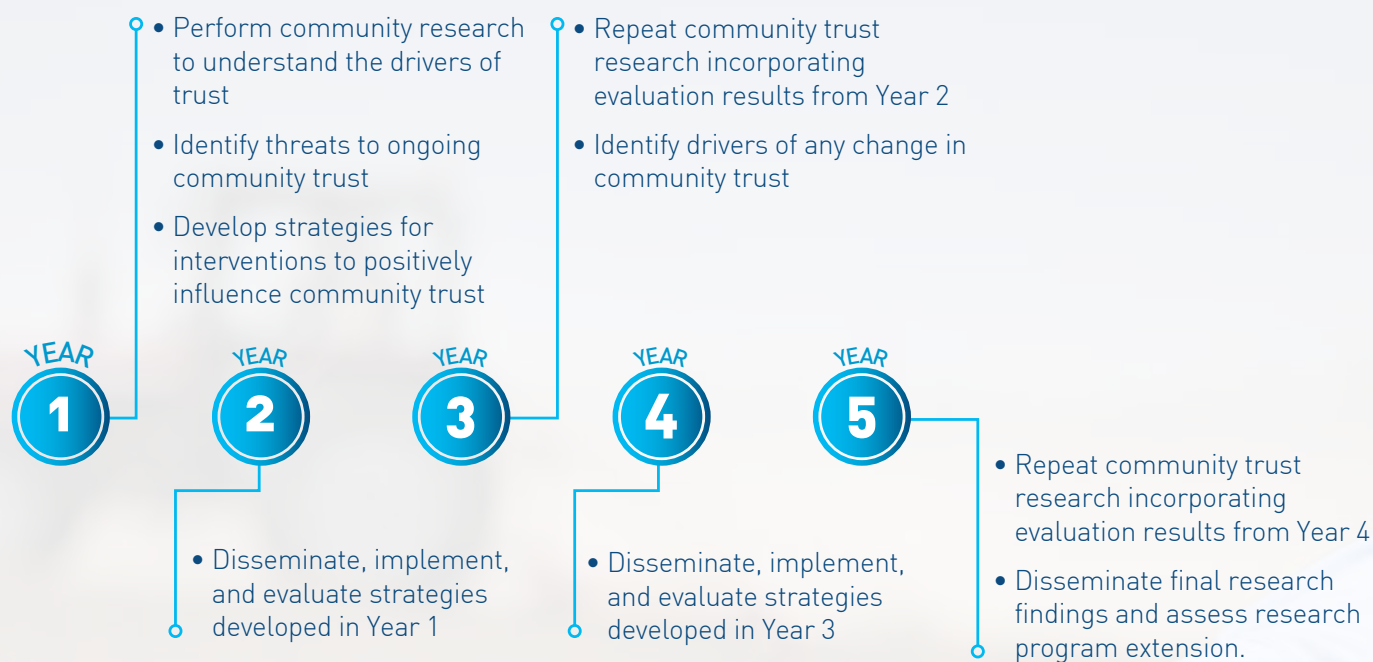 • Perform community research
to understand the drivers of
trust
• Identify threats to ongoing
community trust
• Develop strategies for
interventions to positively
influence community trust
• Repeat community trust
research incorporating
evaluation results from Year 2
• Identify drivers of any change in
community trust
YEAR
1
YEAR
2
YEAR
3
YEAR
4
YEAR
5
• Disseminate, implement,
and evaluate strategies
developed in Year 1
• Disseminate, implement,
and evaluate strategies
developed in Year 3
• Repeat community trust
research incorporating
evaluation results from Year 4
• Disseminate final research
findings and assess research
program extension.